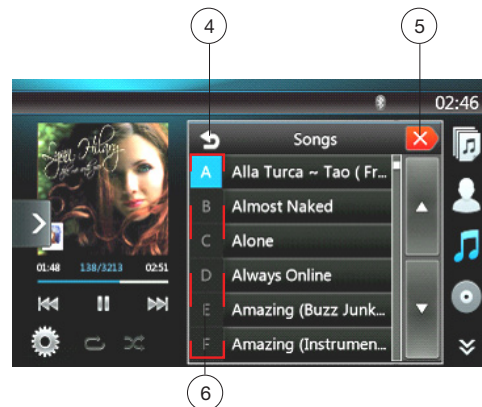 4
5
02:46
Songs
A Alla Turca ~ Tao ( Fr...
B Almost Naked
C Alone
D Always Online
E Amazing (Buzz Junk...
F Amazing (Instrumen...
01:48 138/3213 02:51
6